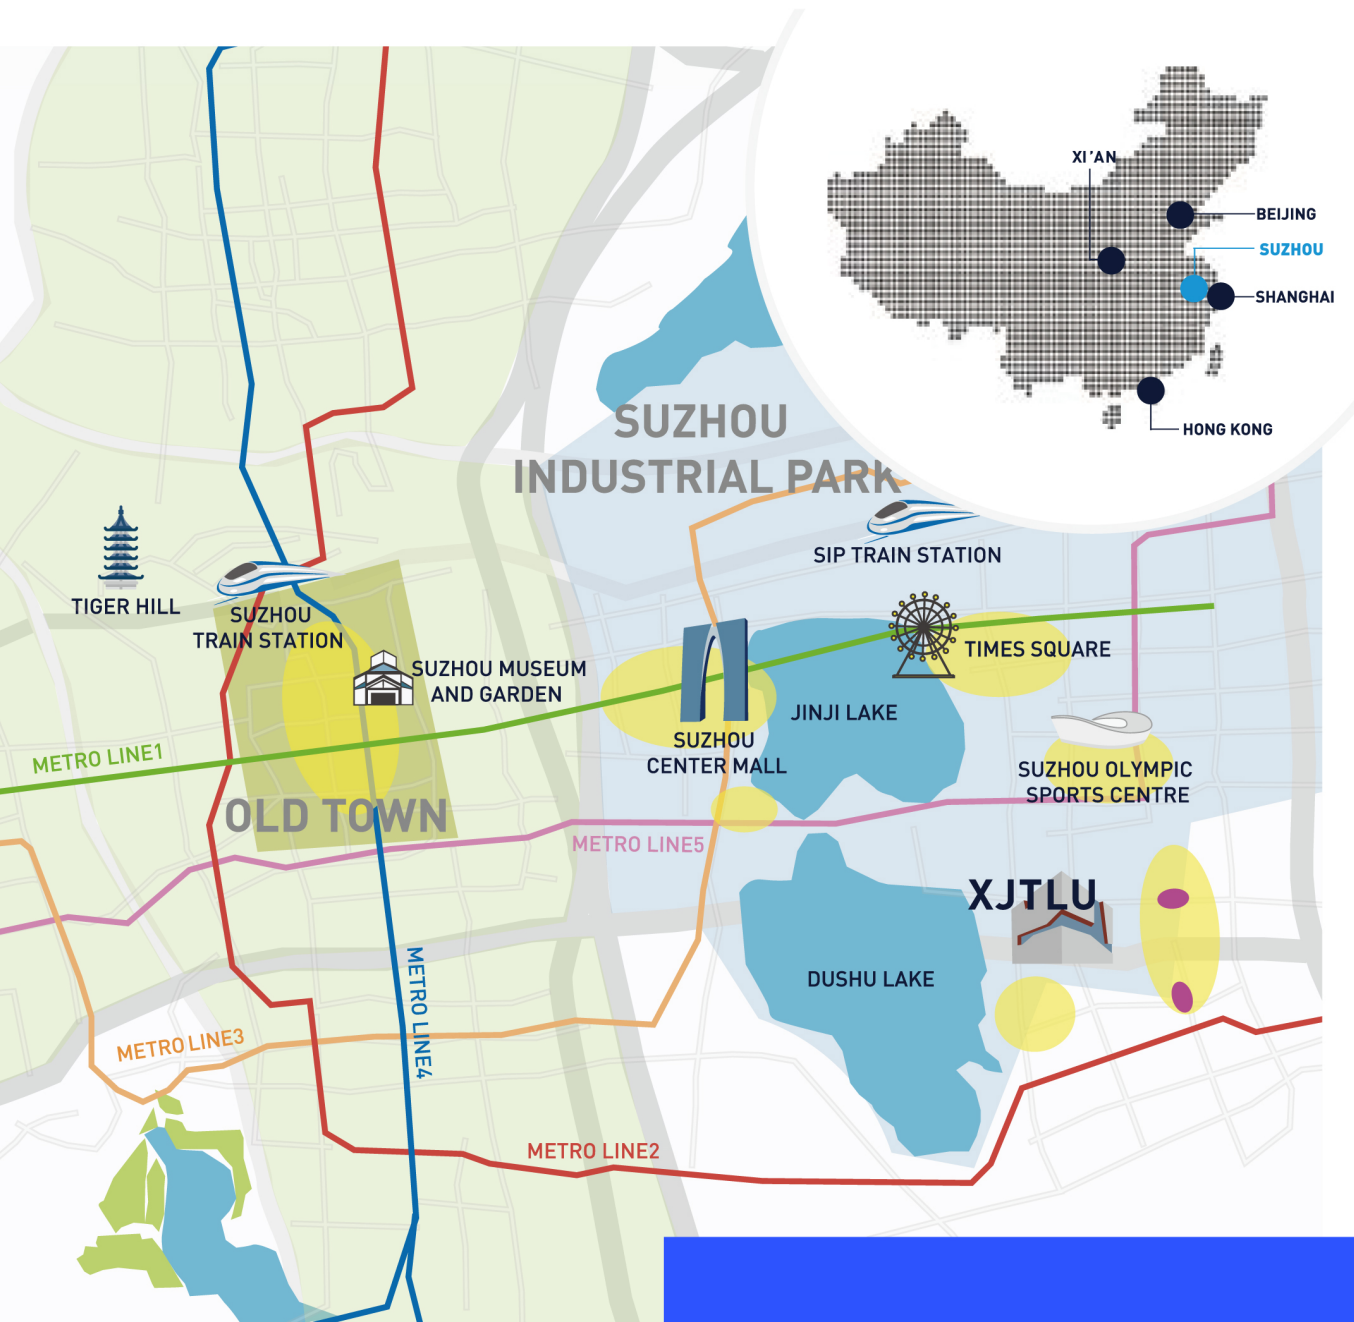 XI'AN
BEIJING
SUZHOU
SHANGHAI
HONG KONG
SUZHOU
INDUSTRIAL PARK
SIP TRAIN STATION
TIGER HILL
SUZHOU
TRAIN STATION
SUZHOU MUSEUM
AND GARDEN
TIMES SQUARE
JINJI LAKE
SUZHOU
CENTER MALL
METRO LINE1
SUZHOU OLYMPIC
SPORTS CENTRE
OLD TOWN
METRO LINE5
XJTLU
DUSHU LAKE
METRO LINE4
METRO LINE3
METRO LINE2